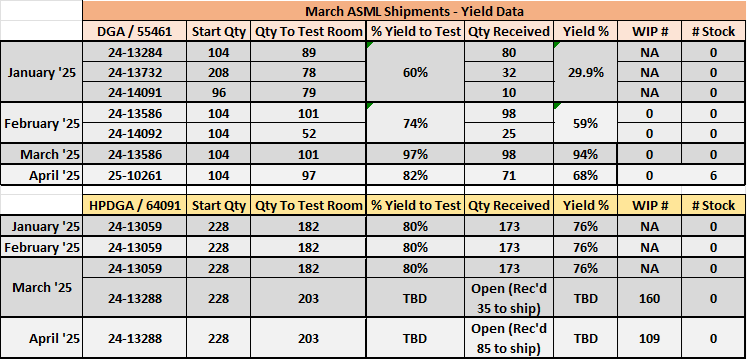 March ASML Shipments - Yield Data
DGA / 55461 Start Qty Qty To Test Room % Yield to Test Qty Received Yield % WIP # # Stock
January '25 24-13284 104 89 60% 80 29.9% NA 0
24-13732 208 78 32 NA 0
24-14091 96 79 10 NA 0
February '25 24-13586 104 101 74% 98 59% 0 0
24-14092 104 52 25 0 0
March '25 24-13586 104 101 97% 98 94% 0 0
April '25 25-10261 104 97 82% 71 68% 0 6
HPDGA / 64091 Start Qty Qty To Test Room % Yield to Test Qty Received Yield % WIP # # Stock
January '25 24-13059 228 182 80% 173 76% NA 0
February '25 24-13059 228 182 80% 173 76% NA 0
March '25 24-13059 228 182 80% 173 76% NA 0
24-13288 228 203 TBD Open (Rec'd 35 to ship) TBD 160 0
April '25 24-13288 228 203 TBD Open (Rec'd 85 to ship) TBD 109 0